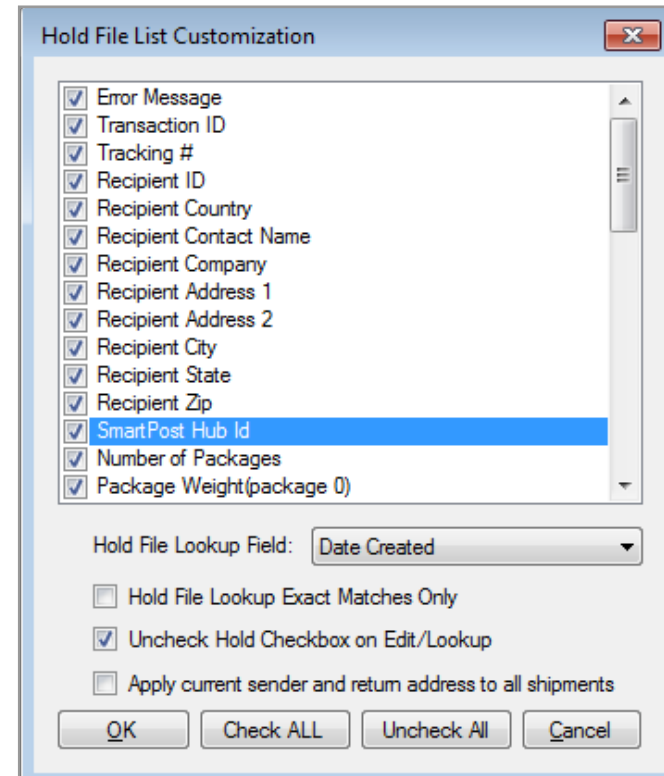 Hold File List Customization
Error Message
Transaction ID
Tracking #
Recipient ID
Recipient Country
Recipient Contact Name
Recipient Company
Recipient Address 1
Recipient Address 2
Recipient City
Recipient State
Recipient Zip
SmartPost Hub Id
Number of Packages
Package Weight(package 0)
Hold File Lookup Field: Date Created
Hold File Lookup Exact Matches Only
Uncheck Hold Checkbox on Edit/Lookup
Apply current sender and return address to all shipments
OK Check ALL Uncheck All Cancel